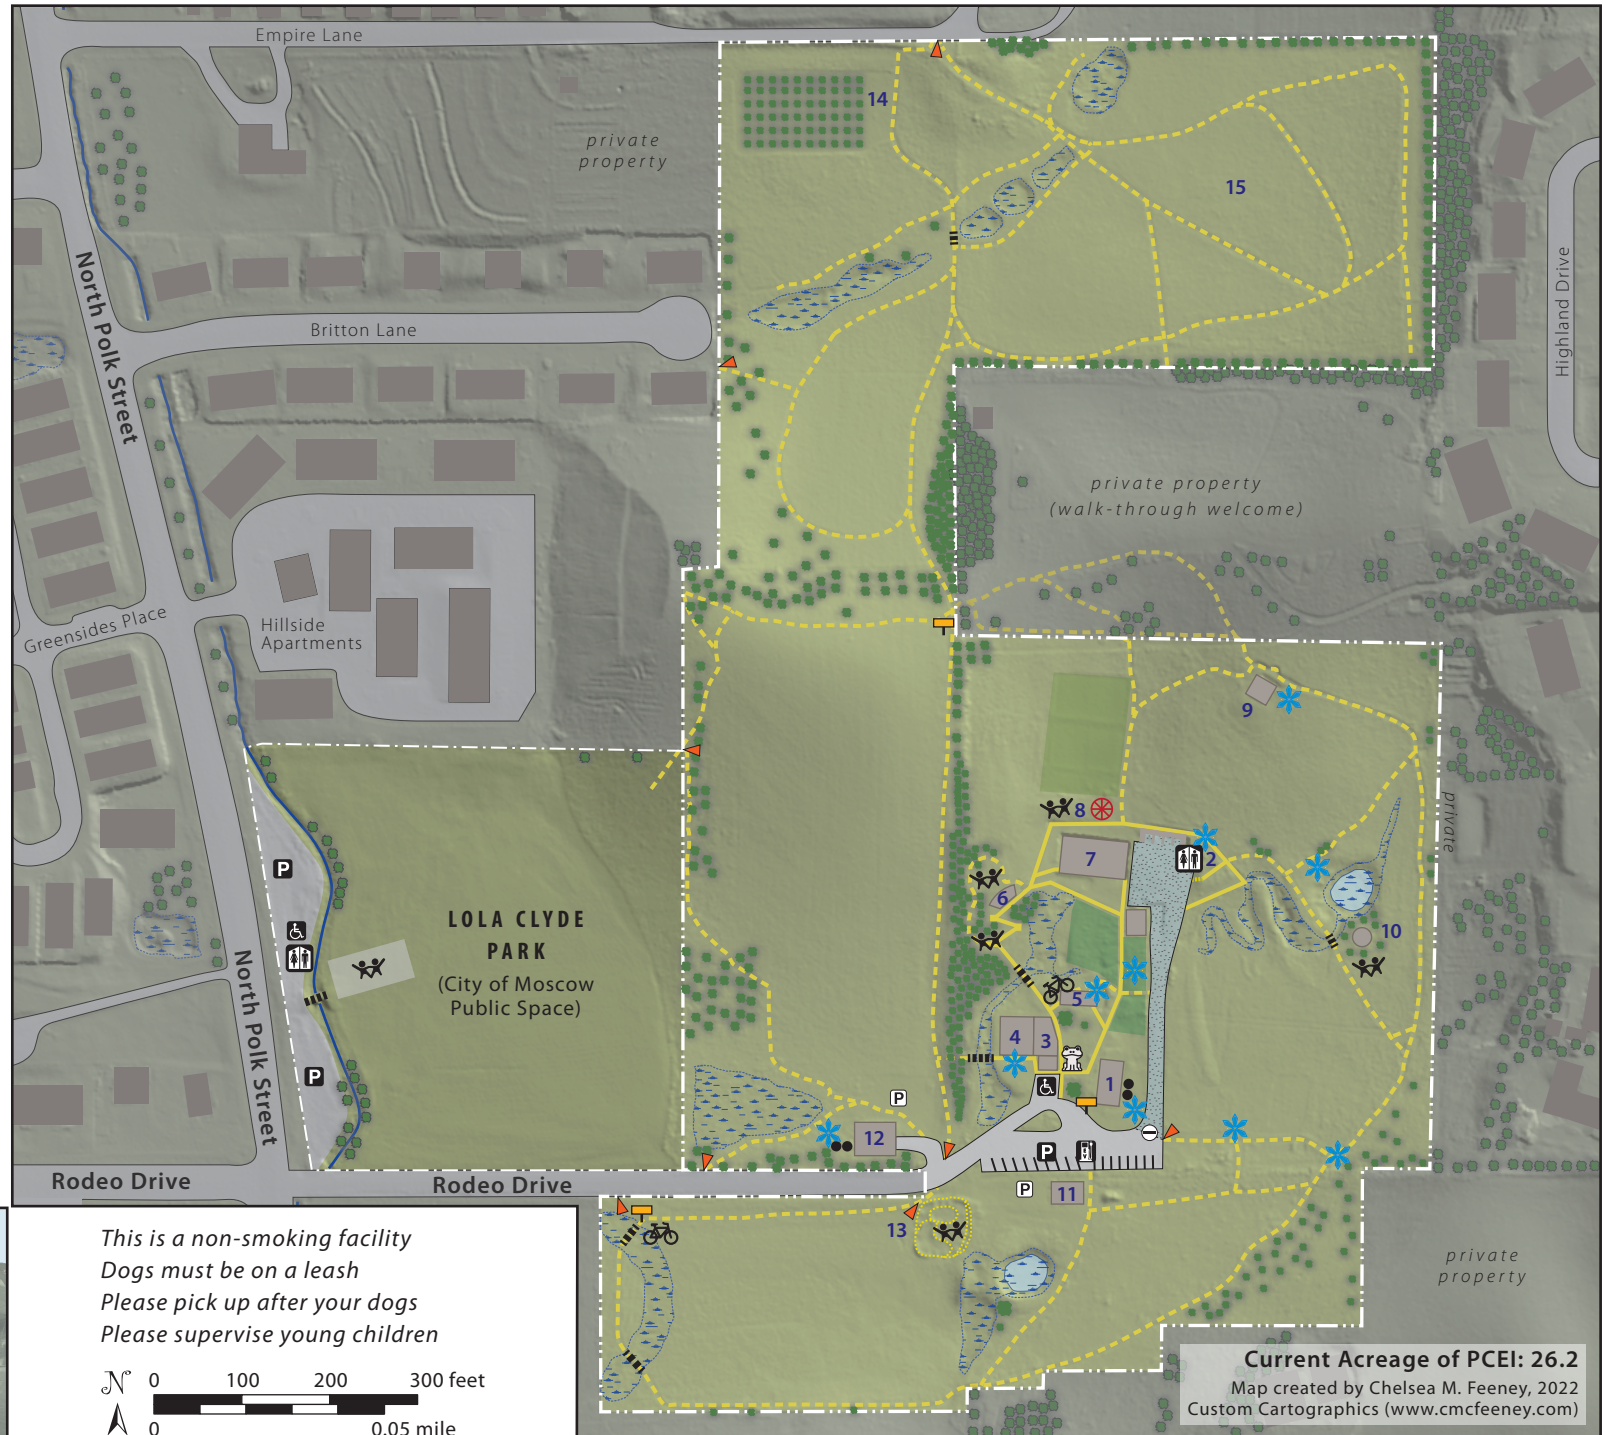 Empire Lane
private
property
14
15
North Polk Street
Highland Drive
Britton Lane
private property
(walk-through welcome)
Greensides Place
Hillside
Apartments
9
private
8
7
2
6
LOLA CLYDE
PARK
(City of Moscow
Public Space)
10
P
5
4
3
1
North Polk Street
P
P
12
P
Rodeo Drive
Rodeo Drive
P
11
13
This is a non-smoking facility
Dogs must be on a leash
Please pick up after your dogs
Please supervise young children
private
property
N
0 100 200 300 feet
0 0.05 mile
Current Acreage of PCEI: 26.2
Map created by Chelsea M. Feeney, 2022
Custom Cartographics (www.cmcfeeney.com)